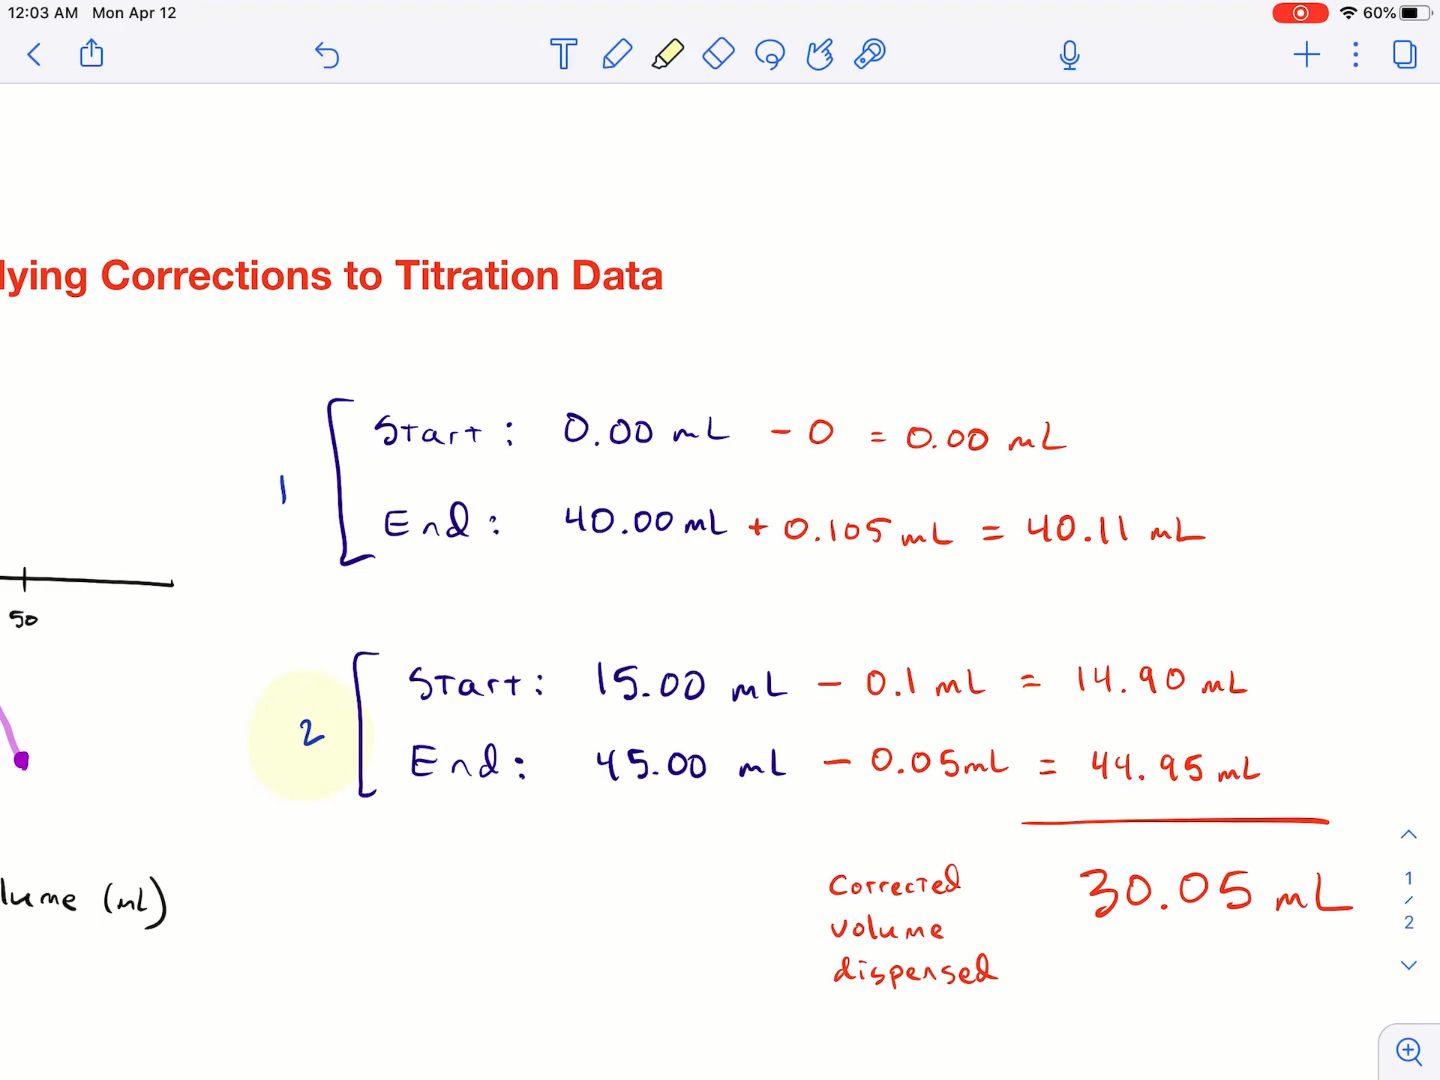 12:03 AM Mon Apr 12
60%
T
lying Corrections to Titration Data
Start: 0.00 mL - 0 = 0.00 mL
1
End: 40.00 mL + 0.105 mL = 40.11 mL
50
Start: 15.00 mL - 0.1 mL = 14.90 mL
2
End: 45.00 mL - 0.05 mL = 44.95 mL
lume (mL)
Corrected
volume
dispensed
30.05 mL
1
/
2